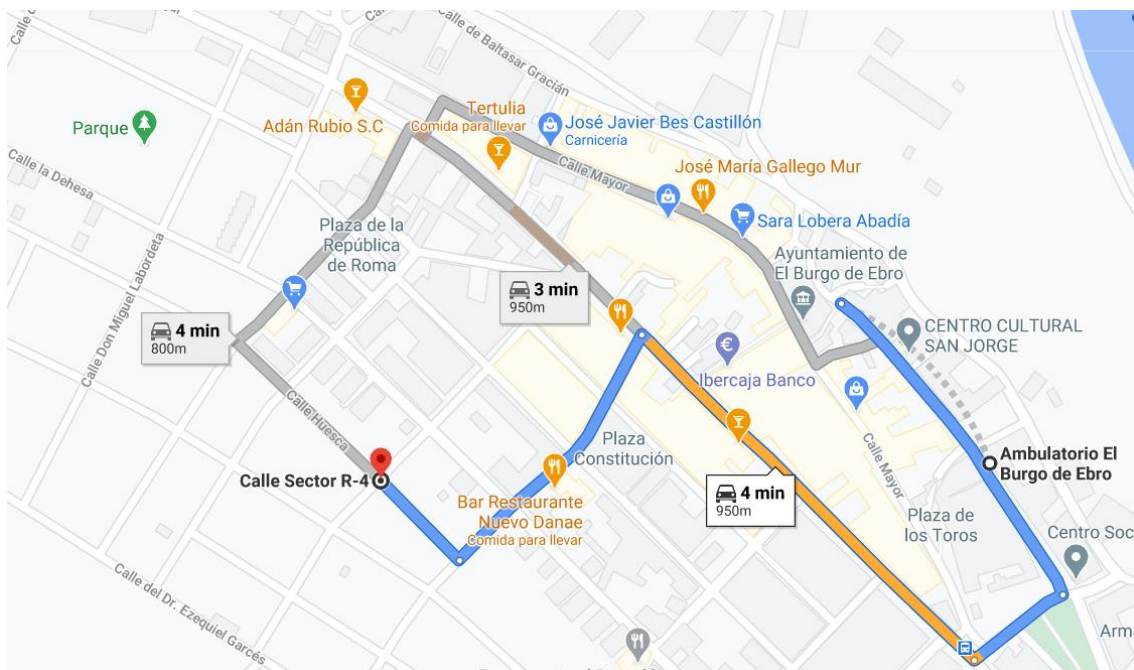 Calle de Baltasar Gracián
Tertulia
Comida para llevar
José Javier Bes Castillón
Carnicería
Adán Rubio S.C
Parque
Calle la Dehesa
Calle Mayor
José María Gallego Mur
Sara Lobera Abadía
Plaza de la
República
de Roma
Ayuntamiento de
El Burgo de Ebro
Calle Don Miguel Labordeta
3 min
950m
4 min
800m
CENTRO CULTURAL
SAN JORGE
Ibercaja Banco
Calle Huesca
Plaza
Constitución
Calle Mayor
Ambulatorio El
Burgo de Ebro
Calle Sector R-4
4 min
950m
Bar Restaurante
Nuevo Danae
Comida para llevar
Plaza de
los Toros
Centro Soc
Calle del Dr. Ezequiel Garcés
Arm